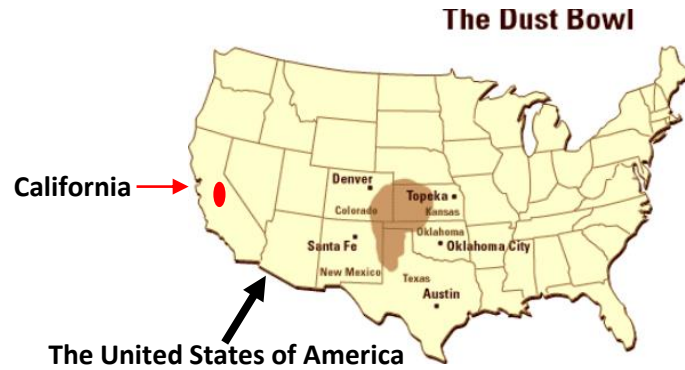 The Dust Bowl
California
Denver
Topeka
Colorado
Kansas
Oklahoma
Santa Fe
Oklahoma City
New Mexico
Texas
Austin
The United States of America